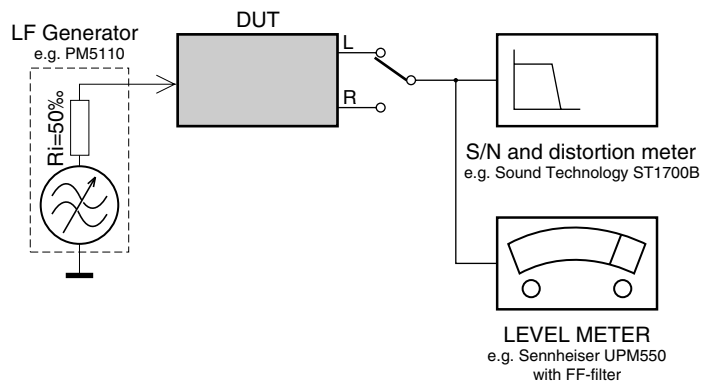 LF Generator
e.g. PM5110
Ri=50‰
DUT
L
R
S/N and distortion meter
e.g. Sound Technology ST1700B
LEVEL METER
e.g. Sennheiser UPM550
with FF-filter